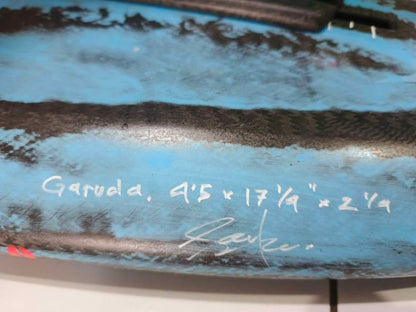 Garuda. 4'5 x 17 1/4" x 2 1/4